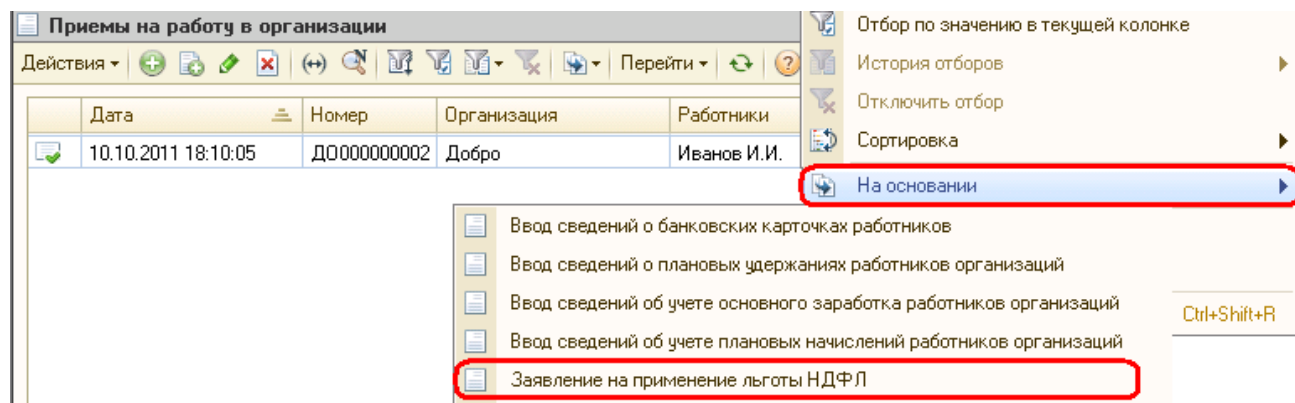 Приемы на работу в организации
Действия
Перейти
Дата
Номер
Организация
Работники
10.10.2011 18:10:05
ДО000000002
Добро
Иванов И.И.
Отбор по значению в текущей колонке
История отборов
Отключить отбор
Сортировка
На основании
Ввод сведений о банковских карточках работников
Ввод сведений о плановых удержаниях работников организаций
Ввод сведений об учете основного заработка работников организаций
Ввод сведений об учете плановых начислений работников организаций
Заявление на применение льготы НДФЛ
Ctrl+Shift+R